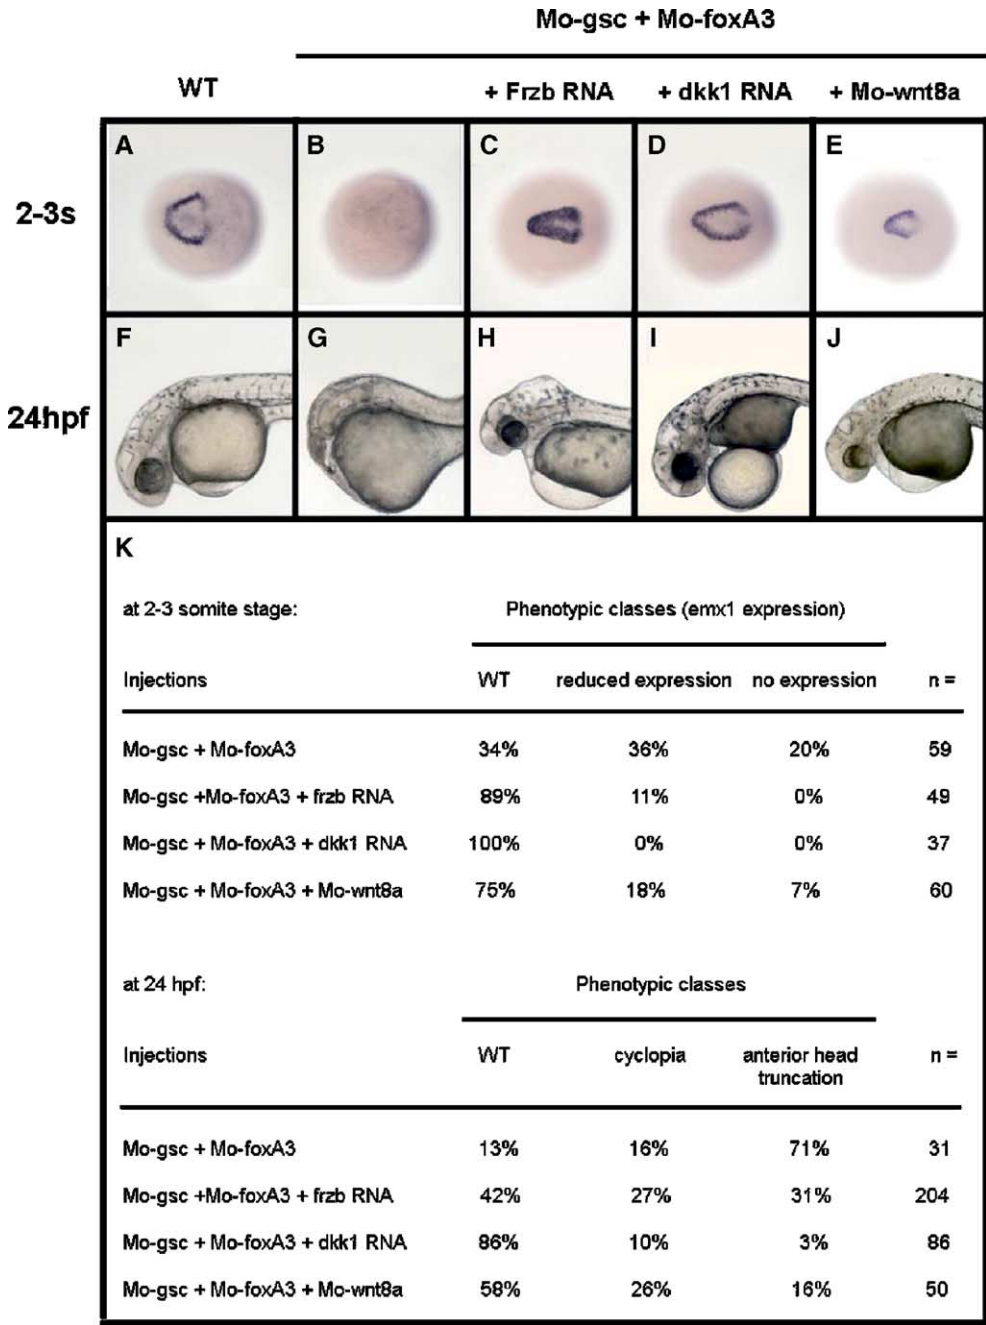 Mo-gsc + Mo-foxA3
WT + Frzb RNA + dkk1 RNA + Mo-wnt8a
A B C D E
2-3s
F G H I J
24hpf
K
at 2-3 somite stage: Phenotypic classes (emx1 expression)
Injections WT reduced expression no expression n =
Mo-gsc + Mo-foxA3 34% 36% 20% 59
Mo-gsc +Mo-foxA3 + frzb RNA 89% 11% 0% 49
Mo-gsc + Mo-foxA3 + dkk1 RNA 100% 0% 0% 37
Mo-gsc + Mo-foxA3 + Mo-wnt8a 75% 18% 7% 60
at 24 hpf: Phenotypic classes
Injections WT cyclopia anterior head truncation n =
Mo-gsc + Mo-foxA3 13% 16% 71% 31
Mo-gsc +Mo-foxA3 + frzb RNA 42% 27% 31% 204
Mo-gsc + Mo-foxA3 + dkk1 RNA 86% 10% 3% 86
Mo-gsc + Mo-foxA3 + Mo-wnt8a 58% 26% 16% 50